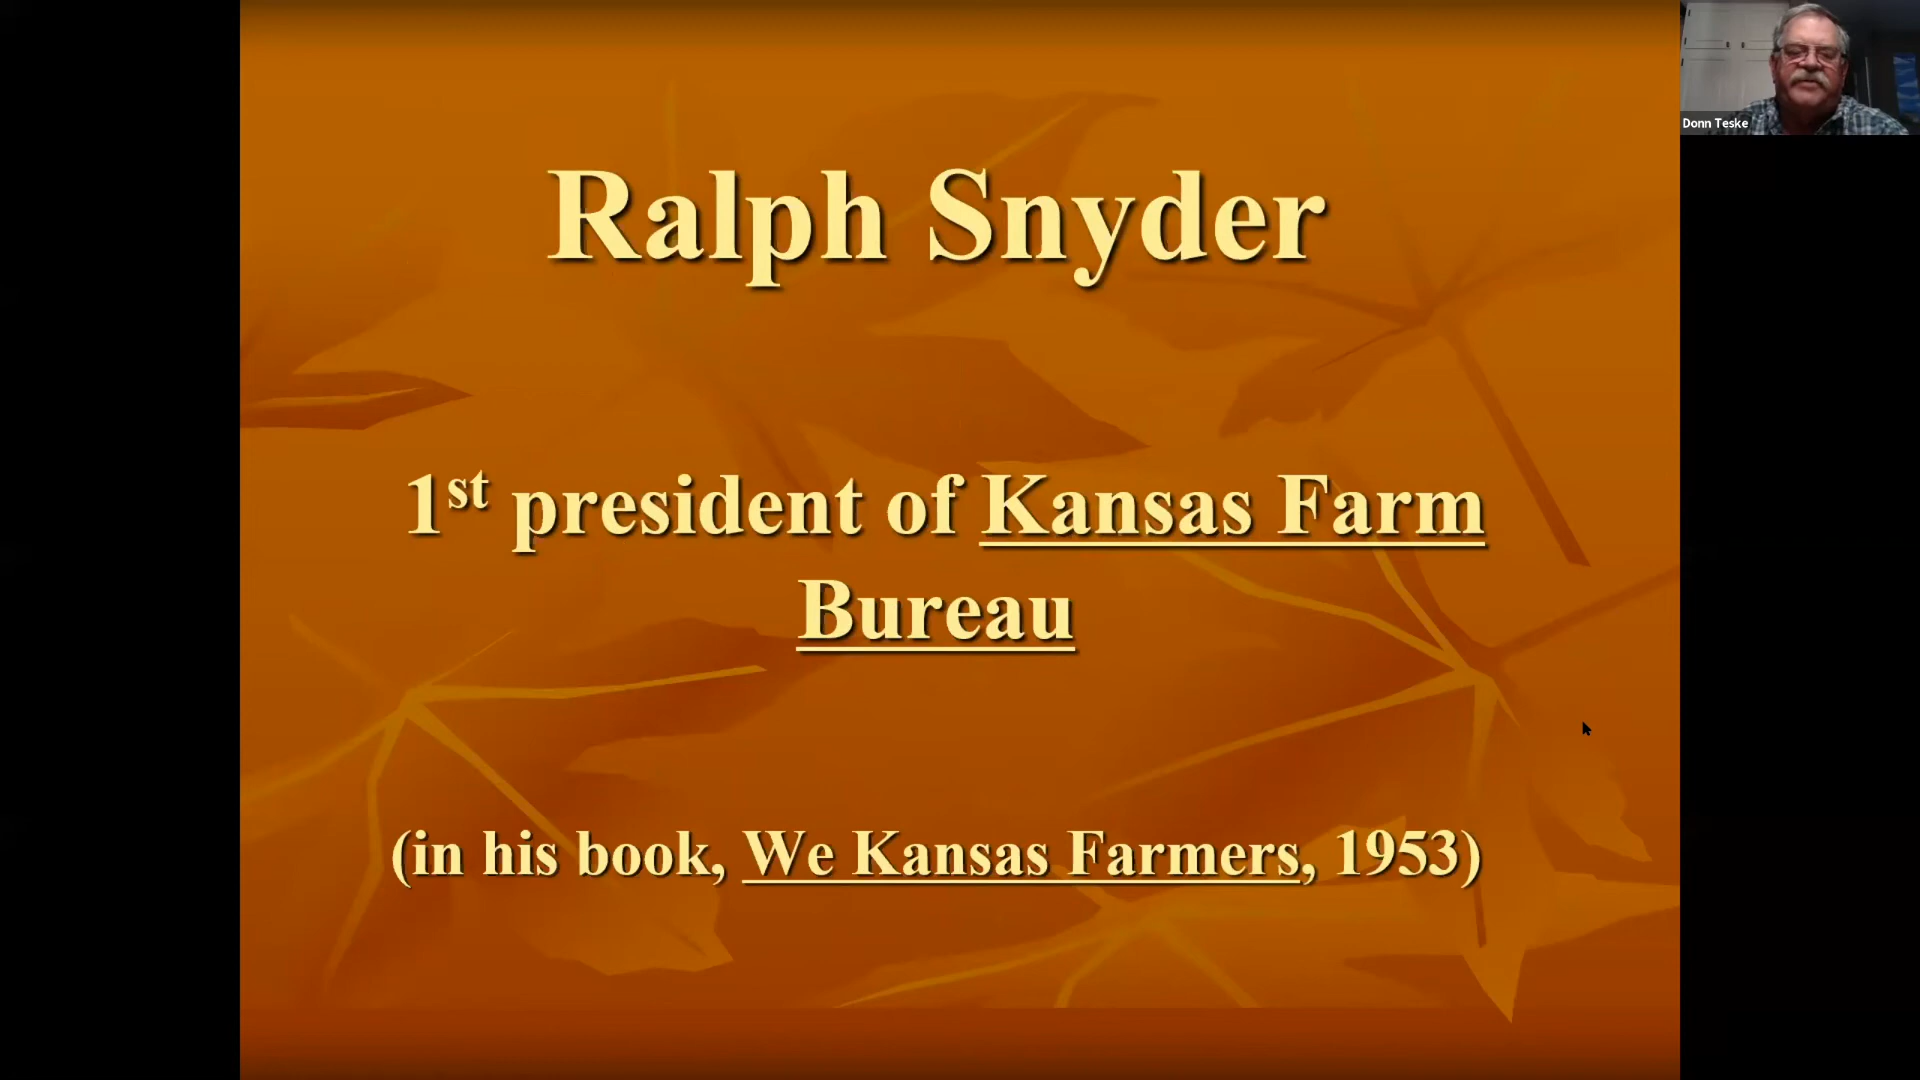 Ralph Snyder
1st president of Kansas Farm
Bureau
(in his book, We Kansas Farmers, 1953)
Donn Teske